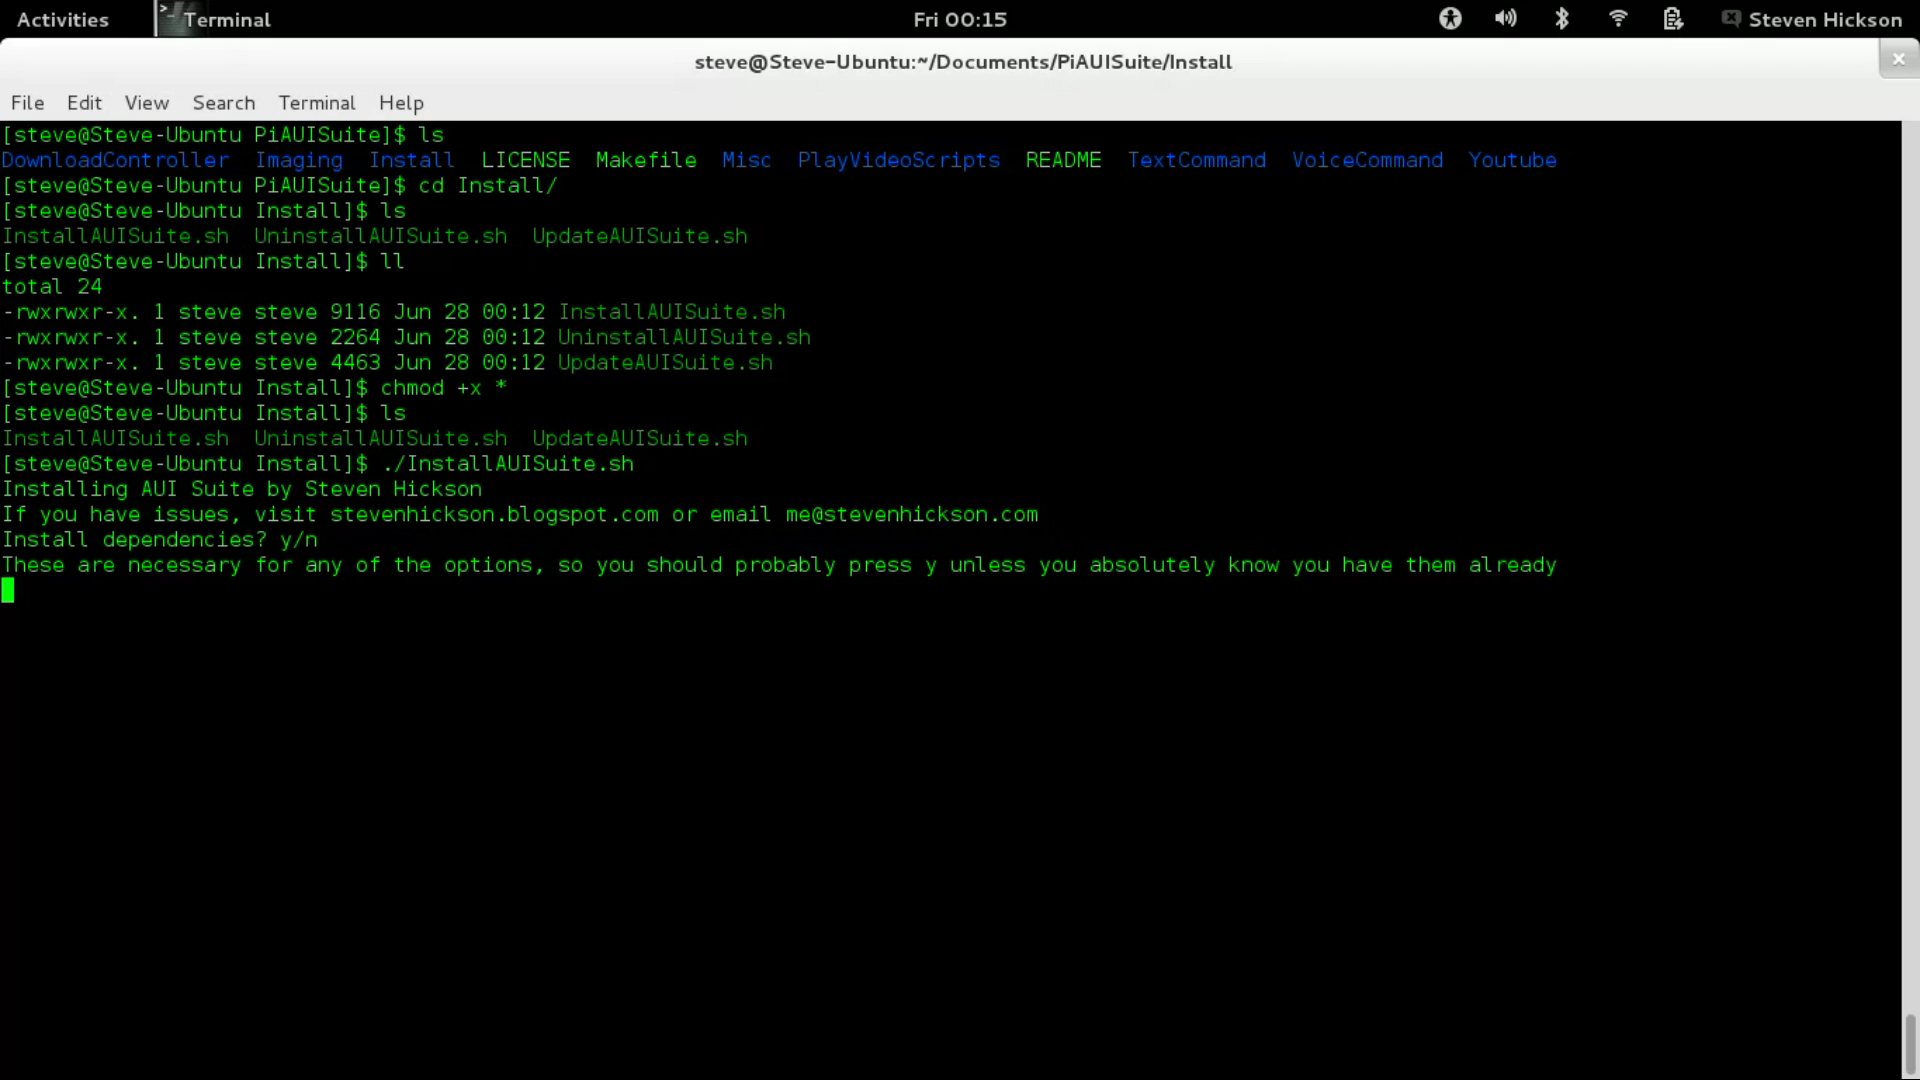 Activities Terminal Fri 00:15 Steven Hickson
steve@Steve-Ubuntu:~/Documents/PiAUISuite/Install
File Edit View Search Terminal Help
[steve@Steve-Ubuntu PiAUISuite]$ ls
DownloadController Imaging Install LICENSE Makefile Misc PlayVideoScripts README TextCommand VoiceCommand Youtube
[steve@Steve-Ubuntu PiAUISuite]$ cd Install/
[steve@Steve-Ubuntu Install]$ ls
InstallAUISuite.sh UninstallAUISuite.sh UpdateAUISuite.sh
[steve@Steve-Ubuntu Install]$ ll
total 24
-rwxrwxr-x. 1 steve steve 9116 Jun 28 00:12 InstallAUISuite.sh
-rwxrwxr-x. 1 steve steve 2264 Jun 28 00:12 UninstallAUISuite.sh
-rwxrwxr-x. 1 steve steve 4463 Jun 28 00:12 UpdateAUISuite.sh
[steve@Steve-Ubuntu Install]$ chmod +x *
[steve@Steve-Ubuntu Install]$ ls
InstallAUISuite.sh UninstallAUISuite.sh UpdateAUISuite.sh
[steve@Steve-Ubuntu Install]$ ./InstallAUISuite.sh
Installing AUI Suite by Steven Hickson
If you have issues, visit stevenhickson.blogspot.com or email me@stevenhickson.com
Install dependencies? y/n
These are necessary for any of the options, so you should probably press y unless you absolutely know you have them already